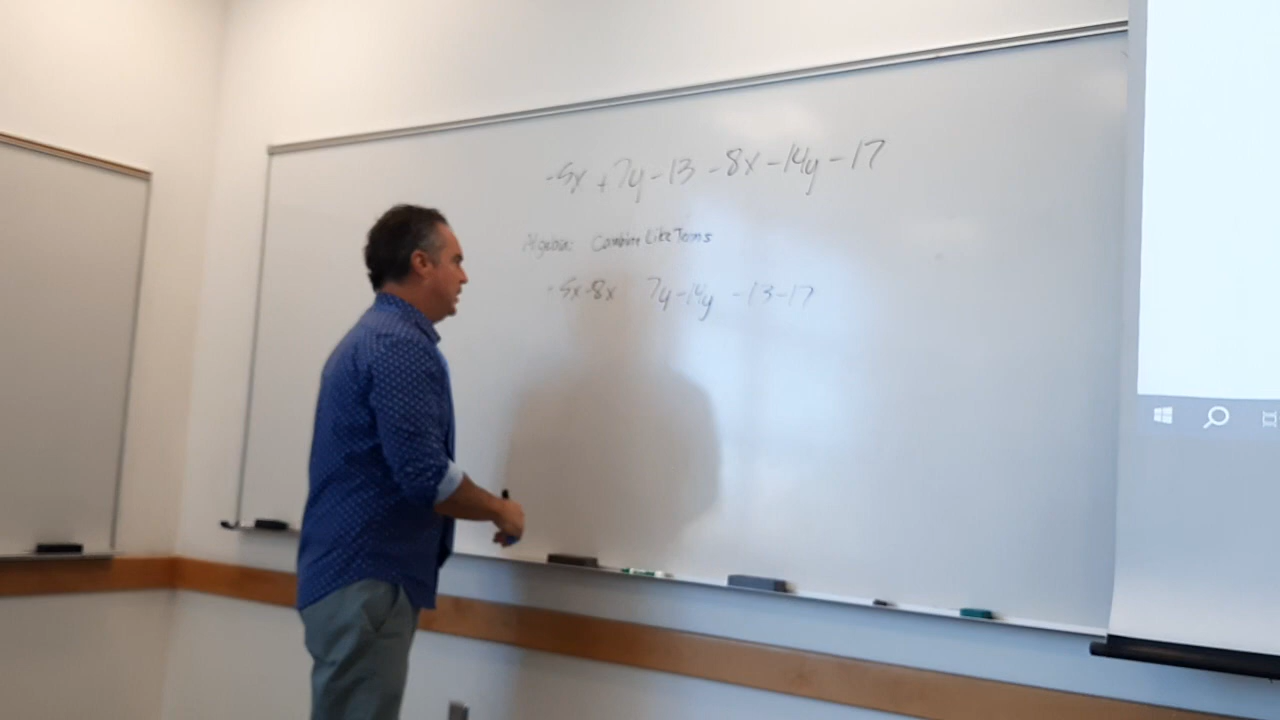 -5x +7y -13 -8x -14y -17
Algebra: Combine Like Terms
-5x-8x 7y-14y -13-17